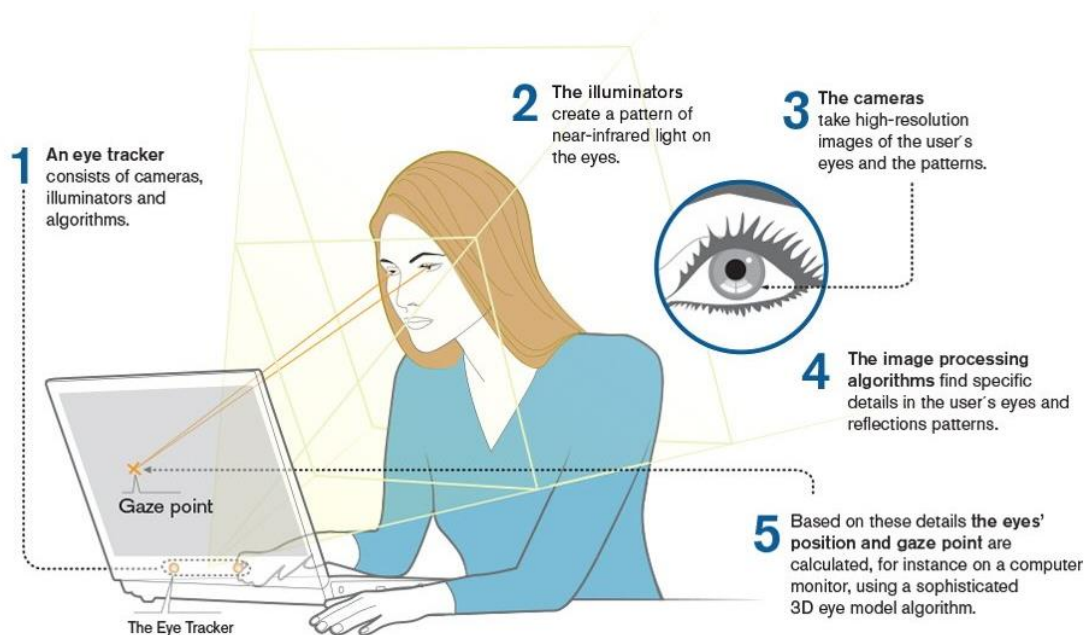 1 An eye tracker
consists of cameras,
illuminators and
algorithms.
2 The illuminators
create a pattern of
near-infrared light on
the eyes.
3 The cameras
take high-resolution
images of the user´s
eyes and the patterns.
4 The image processing
algorithms find specific
details in the user´s eyes and
reflections patterns.
Gaze point
5 Based on these details the eyes’
position and gaze point are
calculated, for instance on a computer
monitor, using a sophisticated
3D eye model algorithm.
The Eye Tracker